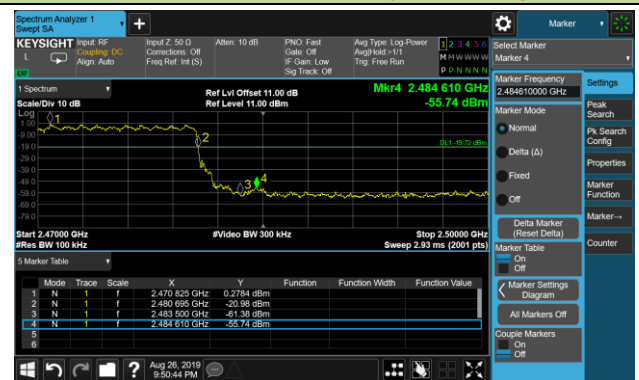 Spectrum Analyzer 1
Swept SA
Marker
KEYSIGHT
L
Input: RF
Coupling: DC
Align: Auto
Input Z: 50 Ω
Corrections: Off
Freq Ref: Int (S)
Atten: 10 dB
PNO: Fast
Gate: Off
IF Gain: Low
Sig Track: Off
Avg Type: Log-Power
Avg|Hold:>1/1
Trig: Free Run
1 2 3 4 5 6
M W W W W W
P P N N N N
Select Marker
Marker 4
1 Spectrum
Scale/Div 10 dB
Log
Ref Lvl Offset 11.00 dB
Ref Level 11.00 dBm
Mkr4 2.484 610 GHz
-55.74 dBm
1.00
-9.00
-19.0
-29.0
-39.0
-49.0
-59.0
-69.0
-79.0
1
2
3
4
DL1 -19.72 dBm
Start 2.47000 GHz
#Res BW 100 kHz
#Video BW 300 kHz
Stop 2.50000 GHz
Sweep 2.93 ms (2001 pts)
5 Marker Table
Mode Trace Scale X Y Function Function Width Function Value
1 N 1 f 2.470 825 GHz 0.2784 dBm
2 N 1 f 2.480 695 GHz -20.98 dBm
3 N 1 f 2.483 500 GHz -61.38 dBm
4 N 1 f 2.484 610 GHz -55.74 dBm
5
6
Marker Frequency
2.484610000 GHz
Marker Mode
Normal
Delta (Δ)
Fixed
Off
Delta Marker
(Reset Delta)
Marker Table
On
Off
Marker Settings
Diagram
All Markers Off
Couple Markers
On
Off
Settings
Peak
Search
Pk Search
Config
Properties
Marker
Function
Marker→
Counter
Aug 26, 2019
9:50:44 PM